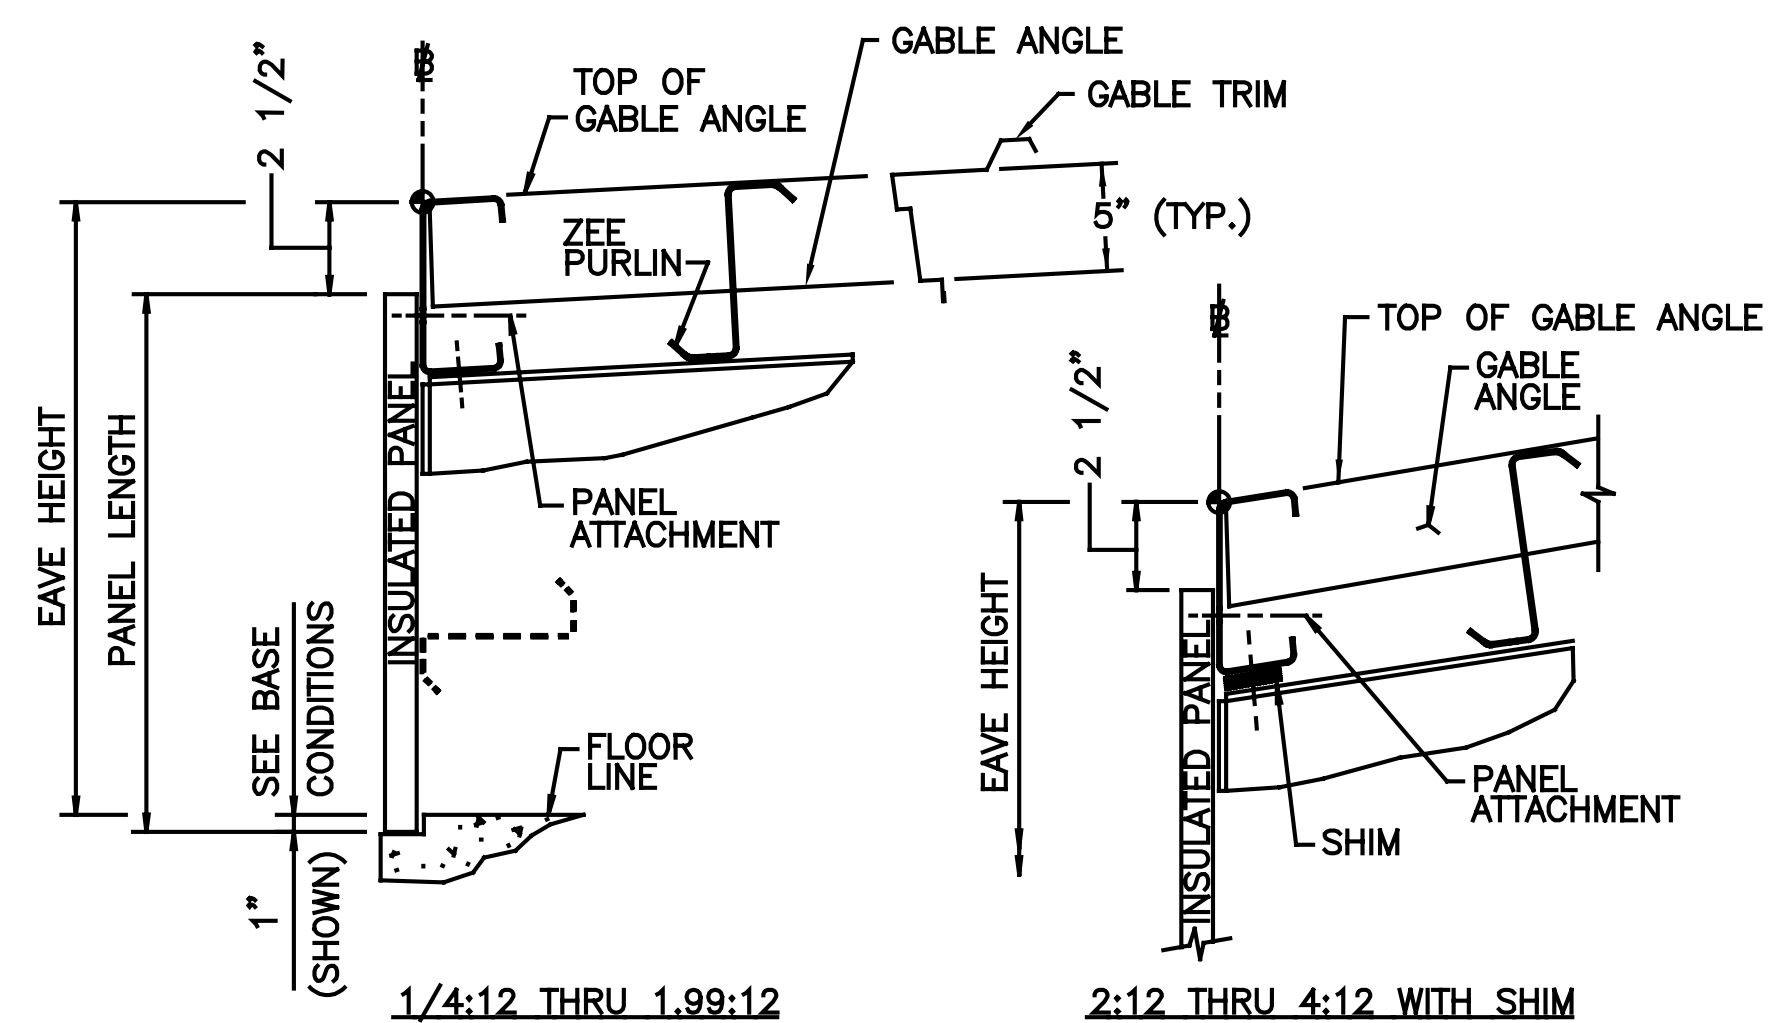 2 1/2"
B
TOP OF
GABLE ANGLE
GABLE ANGLE
GABLE TRIM
ZEE
PURLIN
5" (TYP.)
EAVE HEIGHT
PANEL LENGTH
INSULATED PANEL
PANEL
ATTACHMENT
SEE BASE
CONDITIONS
FLOOR
LINE
1"
(SHOWN)
1/4:12 THRU 1.99:12
B
2 1/2"
TOP OF GABLE ANGLE
GABLE
ANGLE
EAVE HEIGHT
INSULATED PANEL
PANEL
ATTACHMENT
SHIM
2:12 THRU 4:12 WITH SHIM